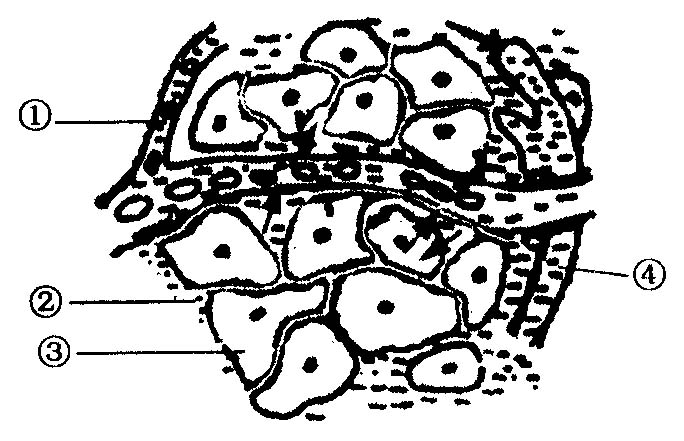 ①
②
③
④